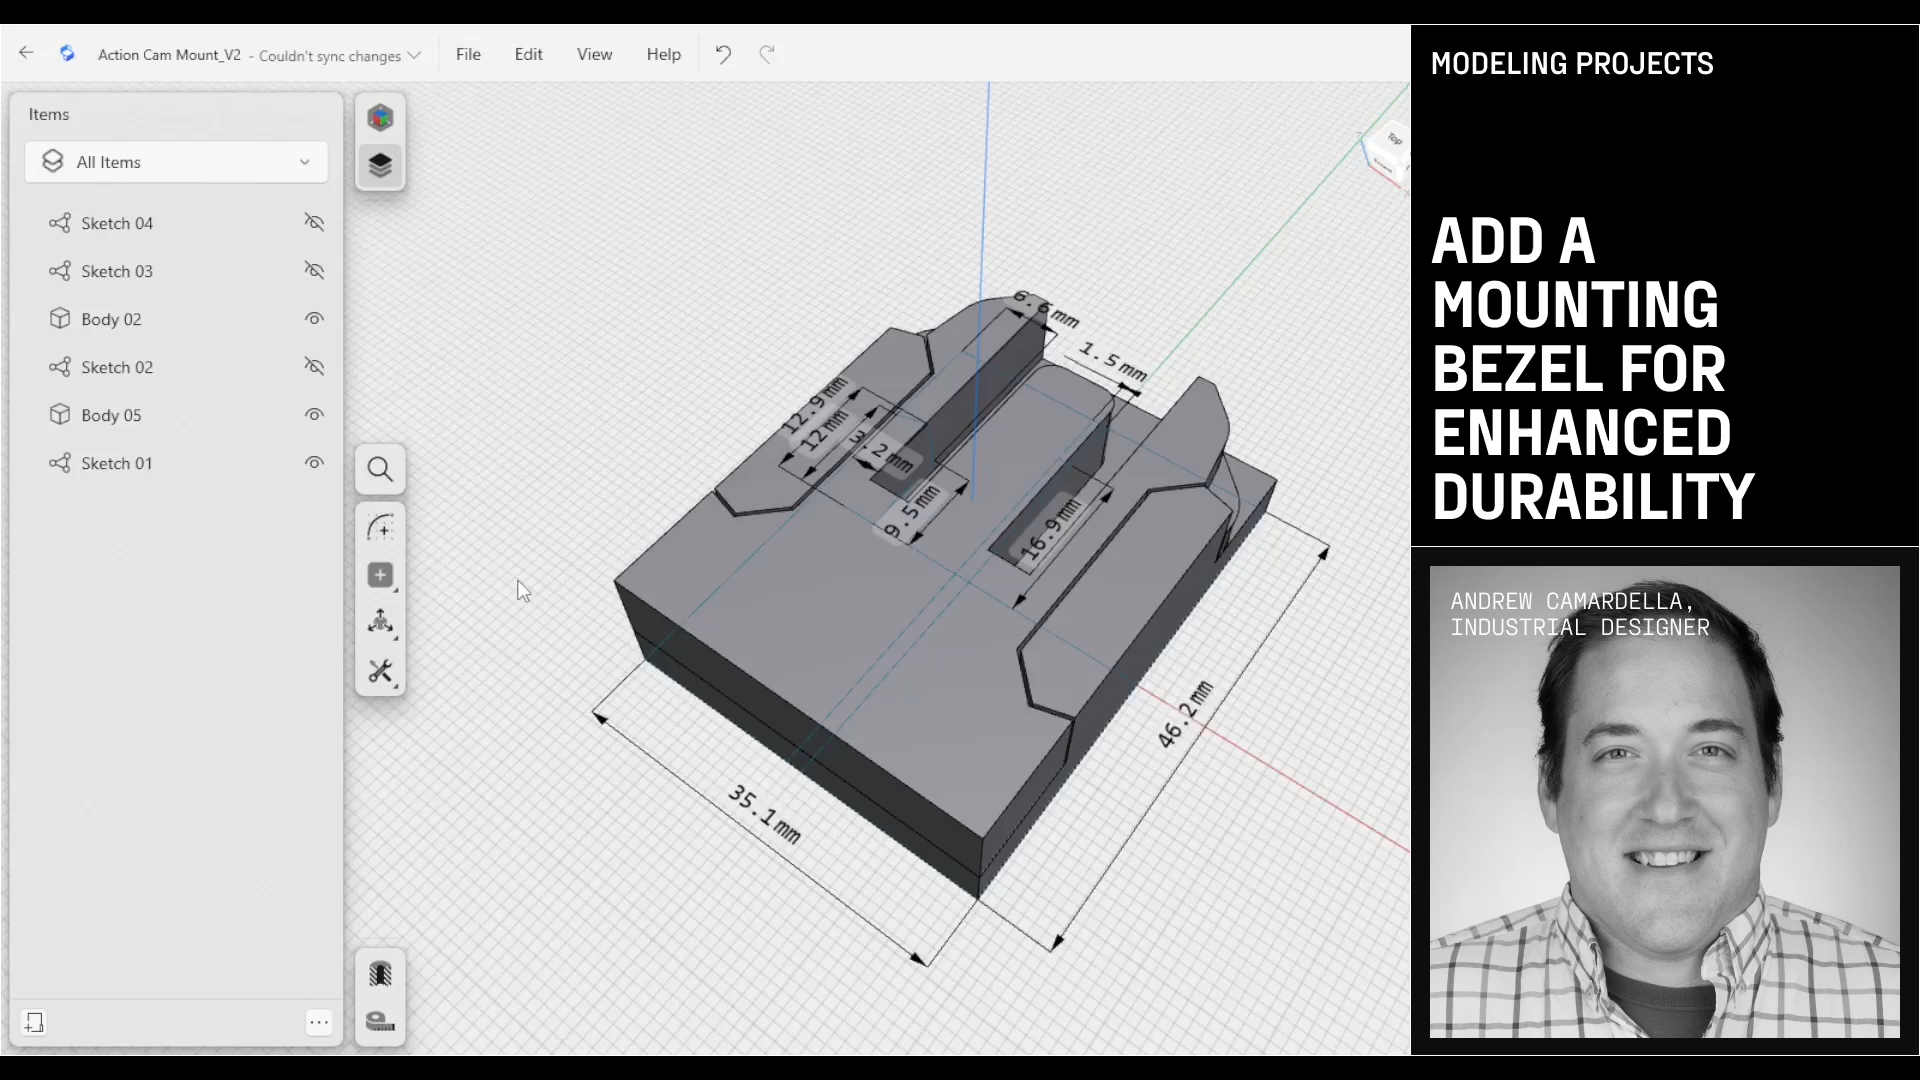 Action Cam Mount_V2 - Couldn't sync changes File Edit View Help
Items
All Items
Sketch 04
Sketch 03
Body 02
Sketch 02
Body 05
Sketch 01
Top
6.6mm
1.5mm
12.9mm
12mm
3.2mm
9.5mm
16.9mm
46.2mm
35.1mm
MODELING PROJECTS
ADD A
MOUNTING
BEZEL FOR
ENHANCED
DURABILITY
ANDREW CAMARDELLA,
INDUSTRIAL DESIGNER